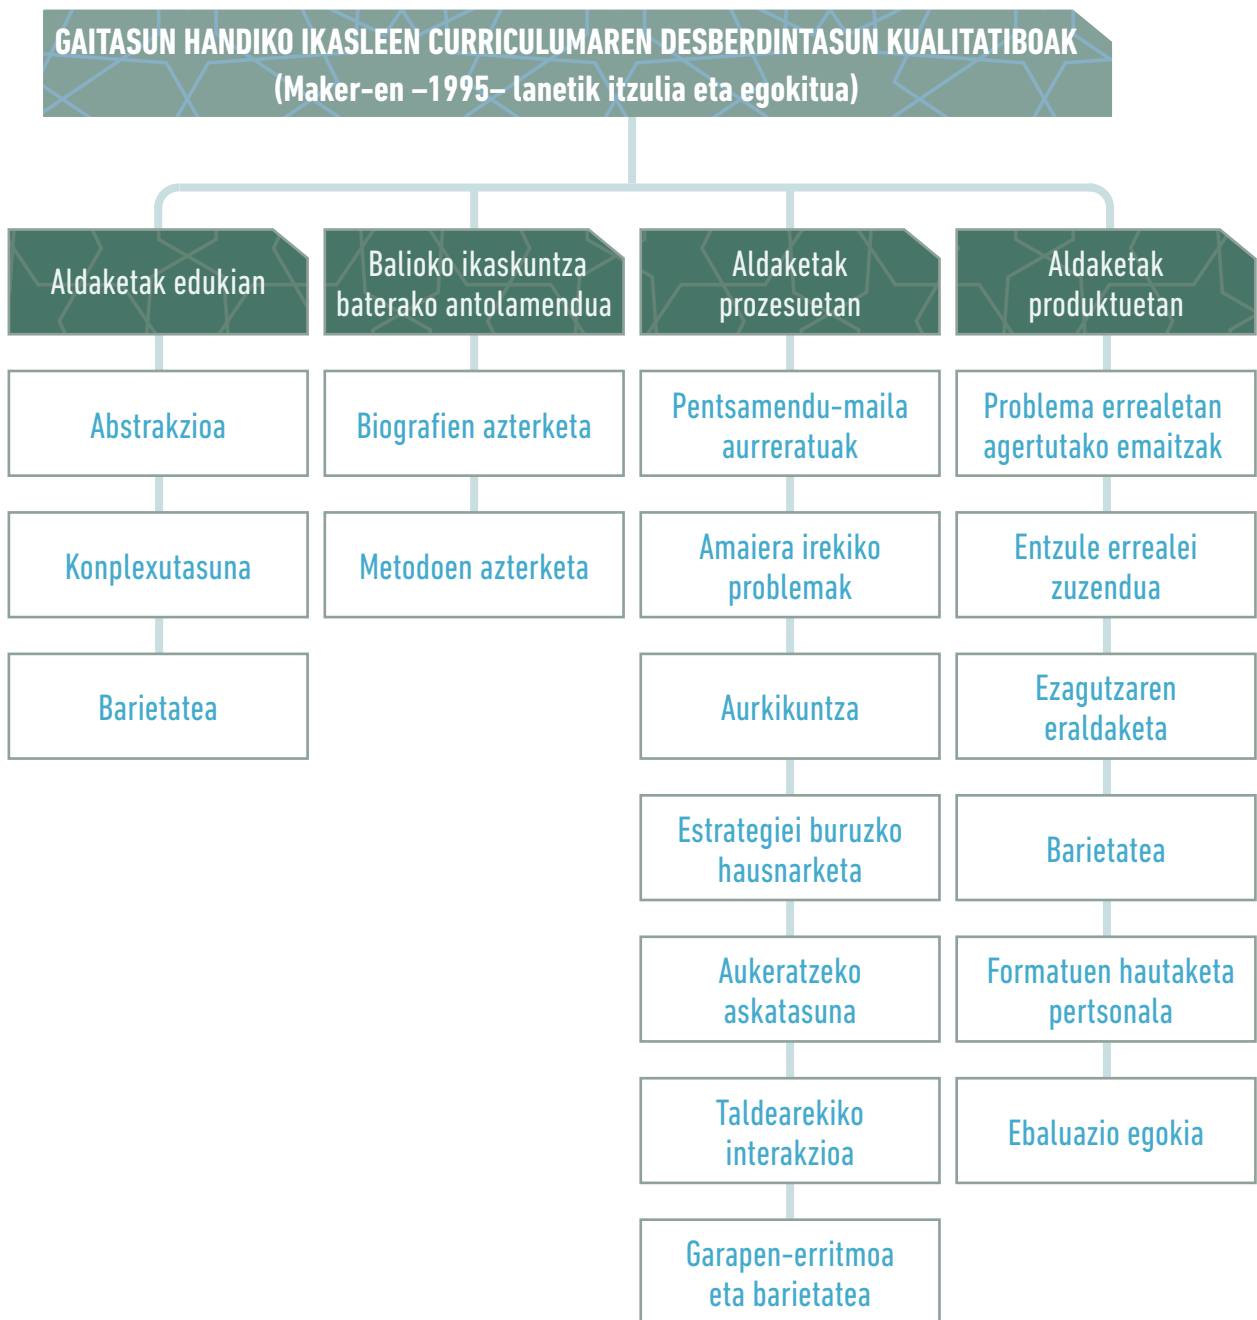 GAITASUN HANDIKO IKASLEEN CURRICULUMAREN DESBERDINTASUN KUALITATIBOAK
(Maker-en –1995– lanetik itzulia eta egokitua)
Aldaketak edukian
Abstrakzioa
Konplexutasuna
Barietatea
Balioko ikaskuntza
baterako antolamendua
Biografien azterketa
Metodoen azterketa
Aldaketak
prozesuetan
Pentsamendu-maila
aurreratuak
Amaiera irekiko
problemak
Aurkikuntza
Estrategiei buruzko
hausnarketa
Aukeratzeko
askatasuna
Taldearekiko
interakzioa
Garapen-erritmoa
eta barietatea
Aldaketak
produktuetan
Problema errealetan
agertutako emaitzak
Entzule errealei
zuzendua
Ezagutzaren
eraldaketa
Barietatea
Formatuen hautaketa
pertsonala
Ebaluazio egokia